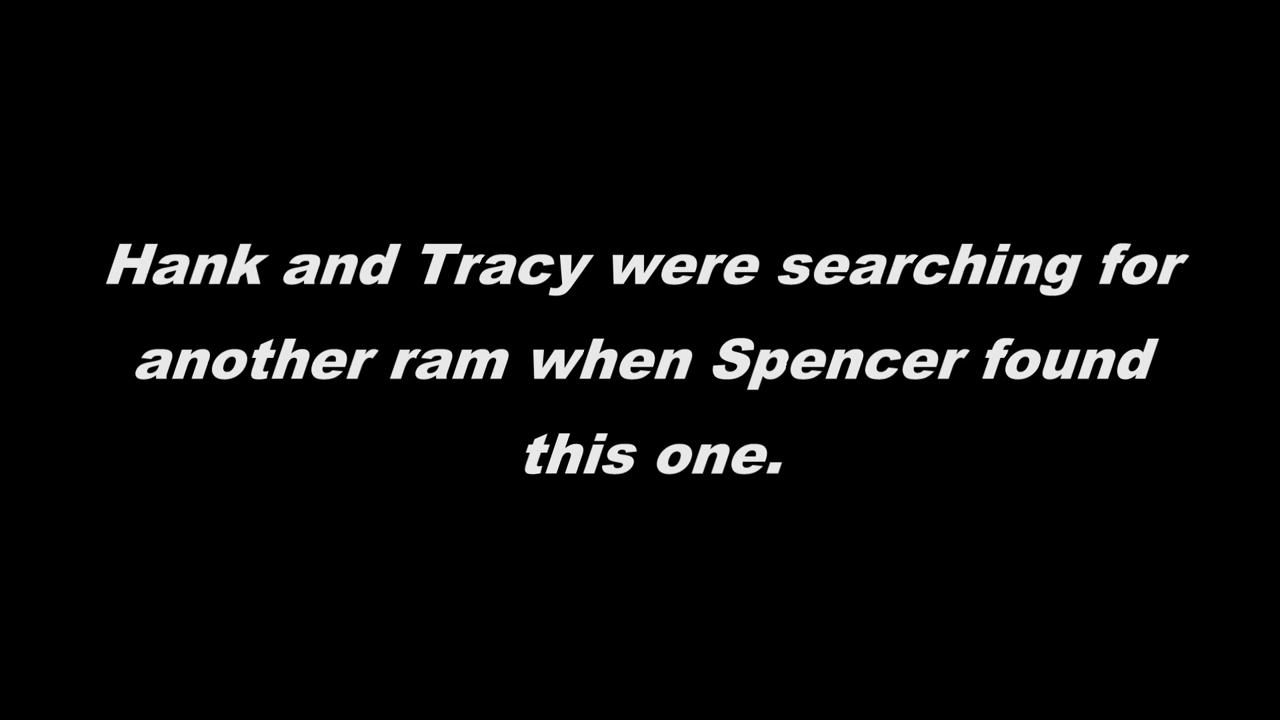 Hank and Tracy were searching for
another ram when Spencer found
this one.